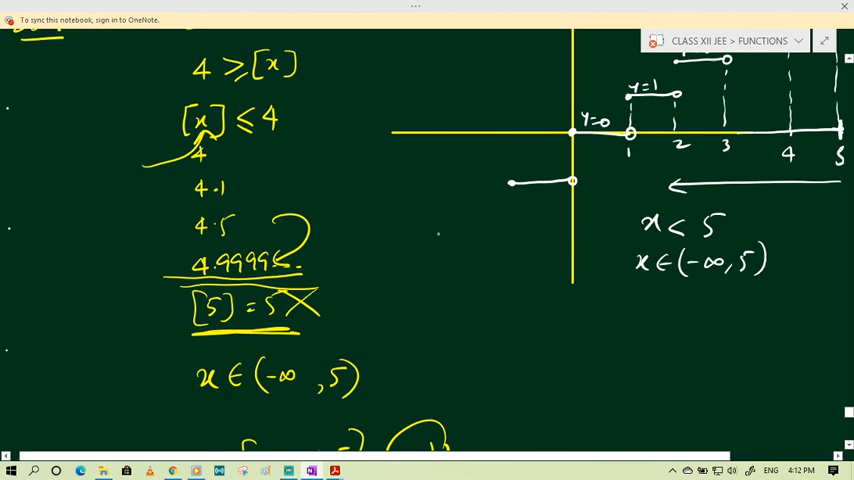 To sync this notebook, sign in to OneNote.
CLASS XII JEE > FUNCTIONS
4 ≥ [x]
[x] ≤ 4
4
4.1
4.5
4.9999
[5] = 5
x ∈ (-∞, 5)
y=1
y=0
1 2 3 4 5
x < 5
x ∈ (-∞, 5)
ENG 4:12 PM